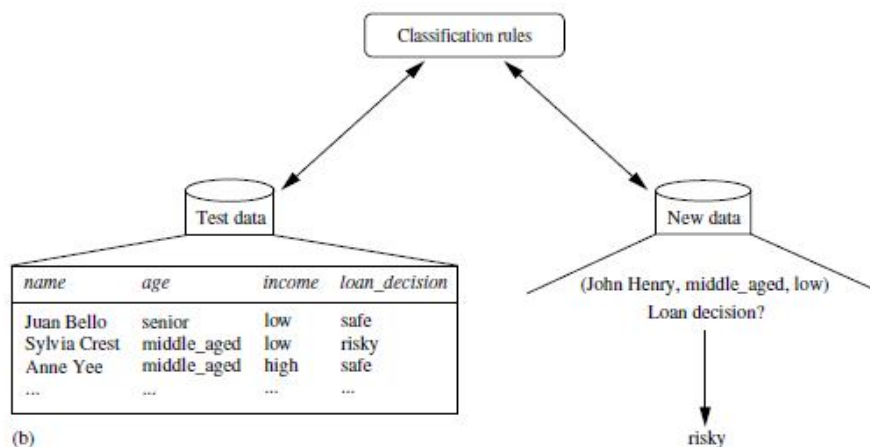 Classification rules
Test data
New data
name age income loan_decision
Juan Bello senior low safe
Sylvia Crest middle_aged low risky
Anne Yee middle_aged high safe
... ... ... ...
(John Henry, middle_aged, low)
Loan decision?
risky
(b)